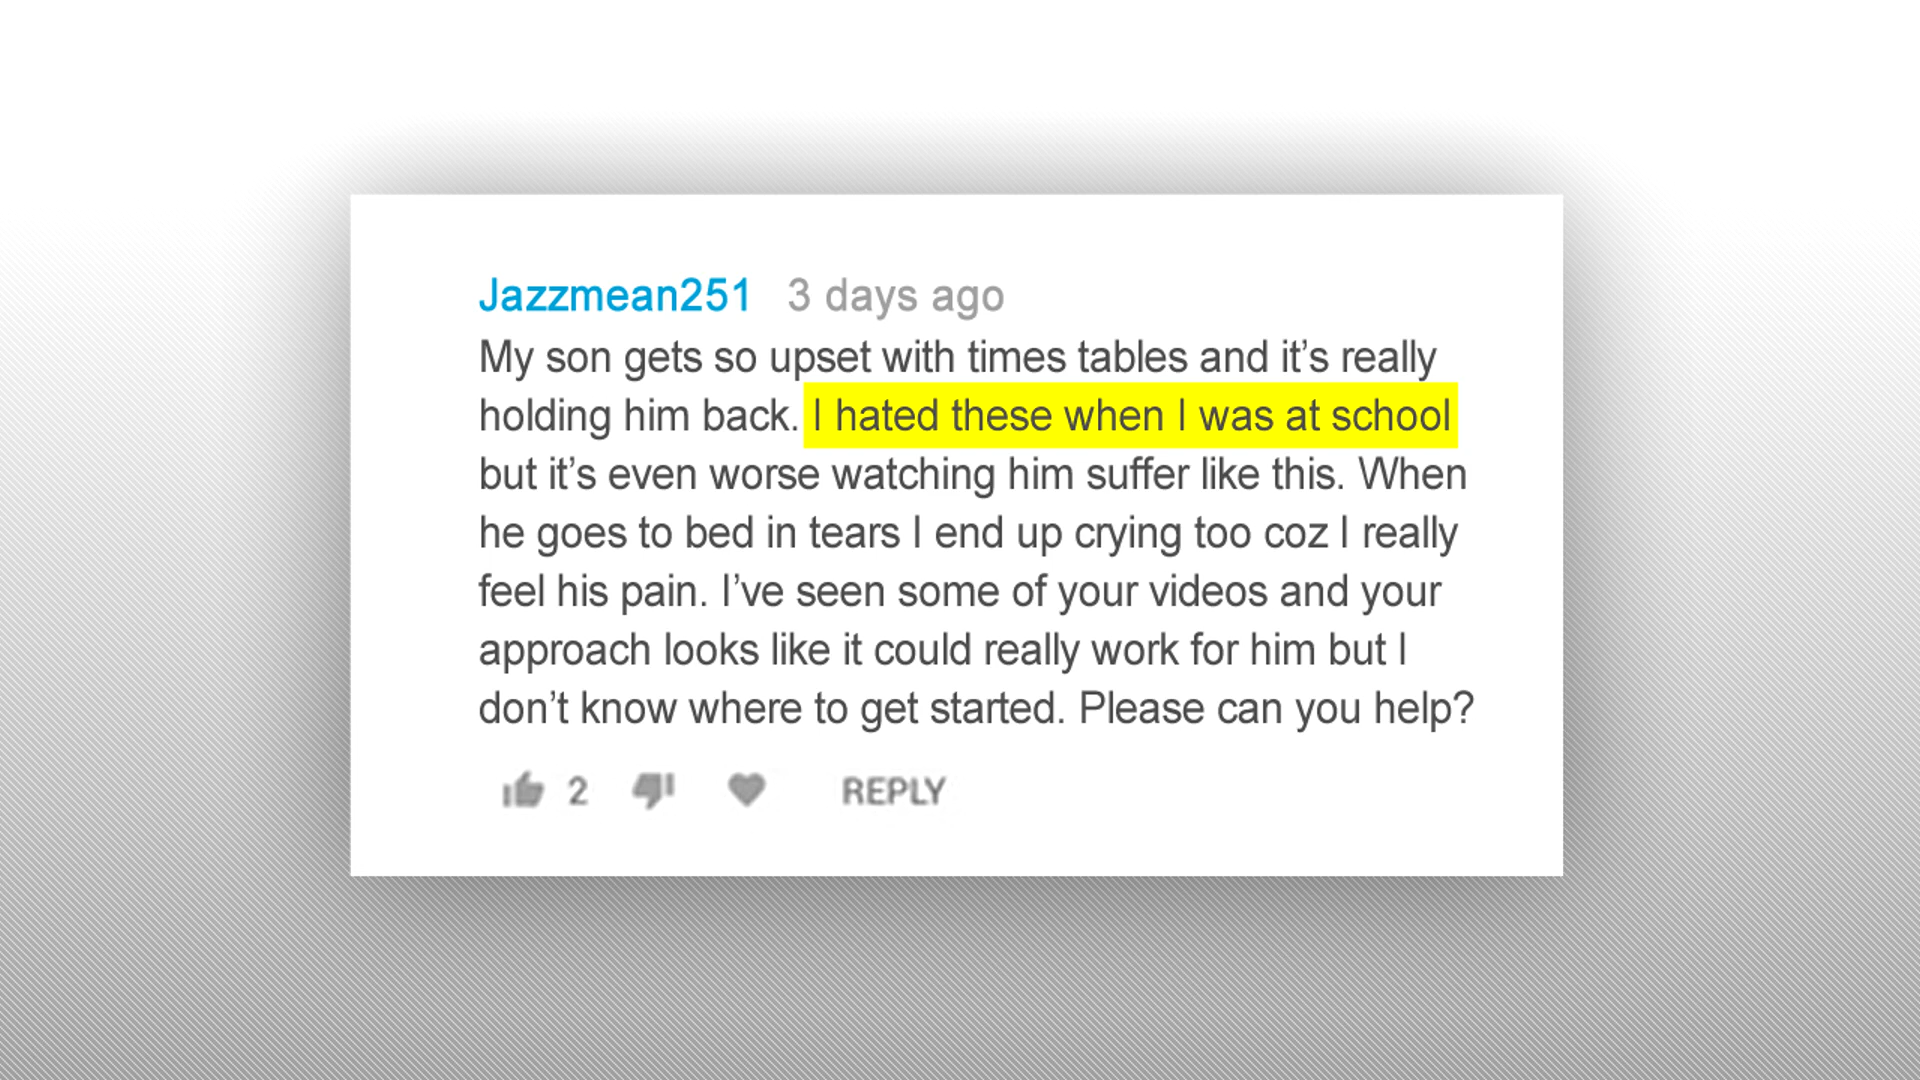 Jazzmean251 3 days ago
My son gets so upset with times tables and it’s really
holding him back. I hated these when I was at school
but it’s even worse watching him suffer like this. When
he goes to bed in tears I end up crying too coz I really
feel his pain. I’ve seen some of your videos and your
approach looks like it could really work for him but I
don’t know where to get started. Please can you help?
2 REPLY